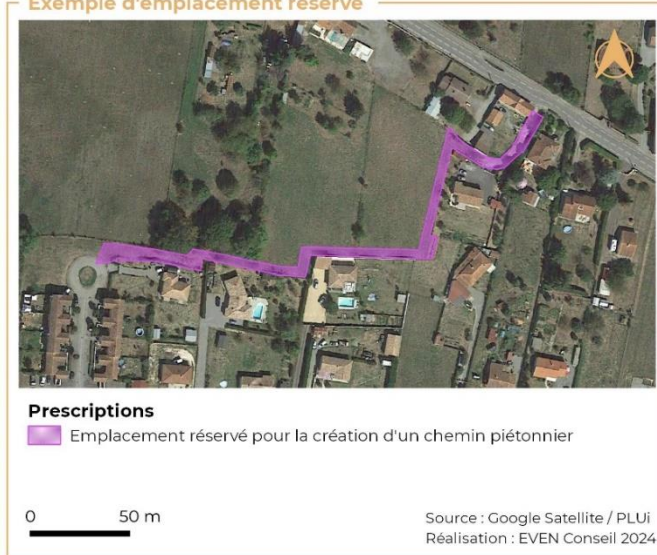 Exemple d'emplacement réservé
Prescriptions
Emplacement réservé pour la création d'un chemin piétonnier
0 50 m
Source : Google Satellite / PLUi
Réalisation : EVEN Conseil 2024